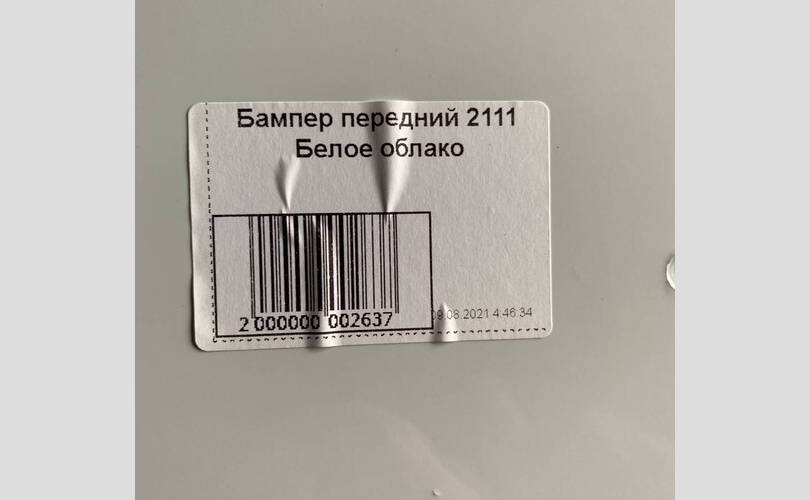 Бампер передний 2111
Белое облако
2 000000 002637
09.08.2021 4:46:34